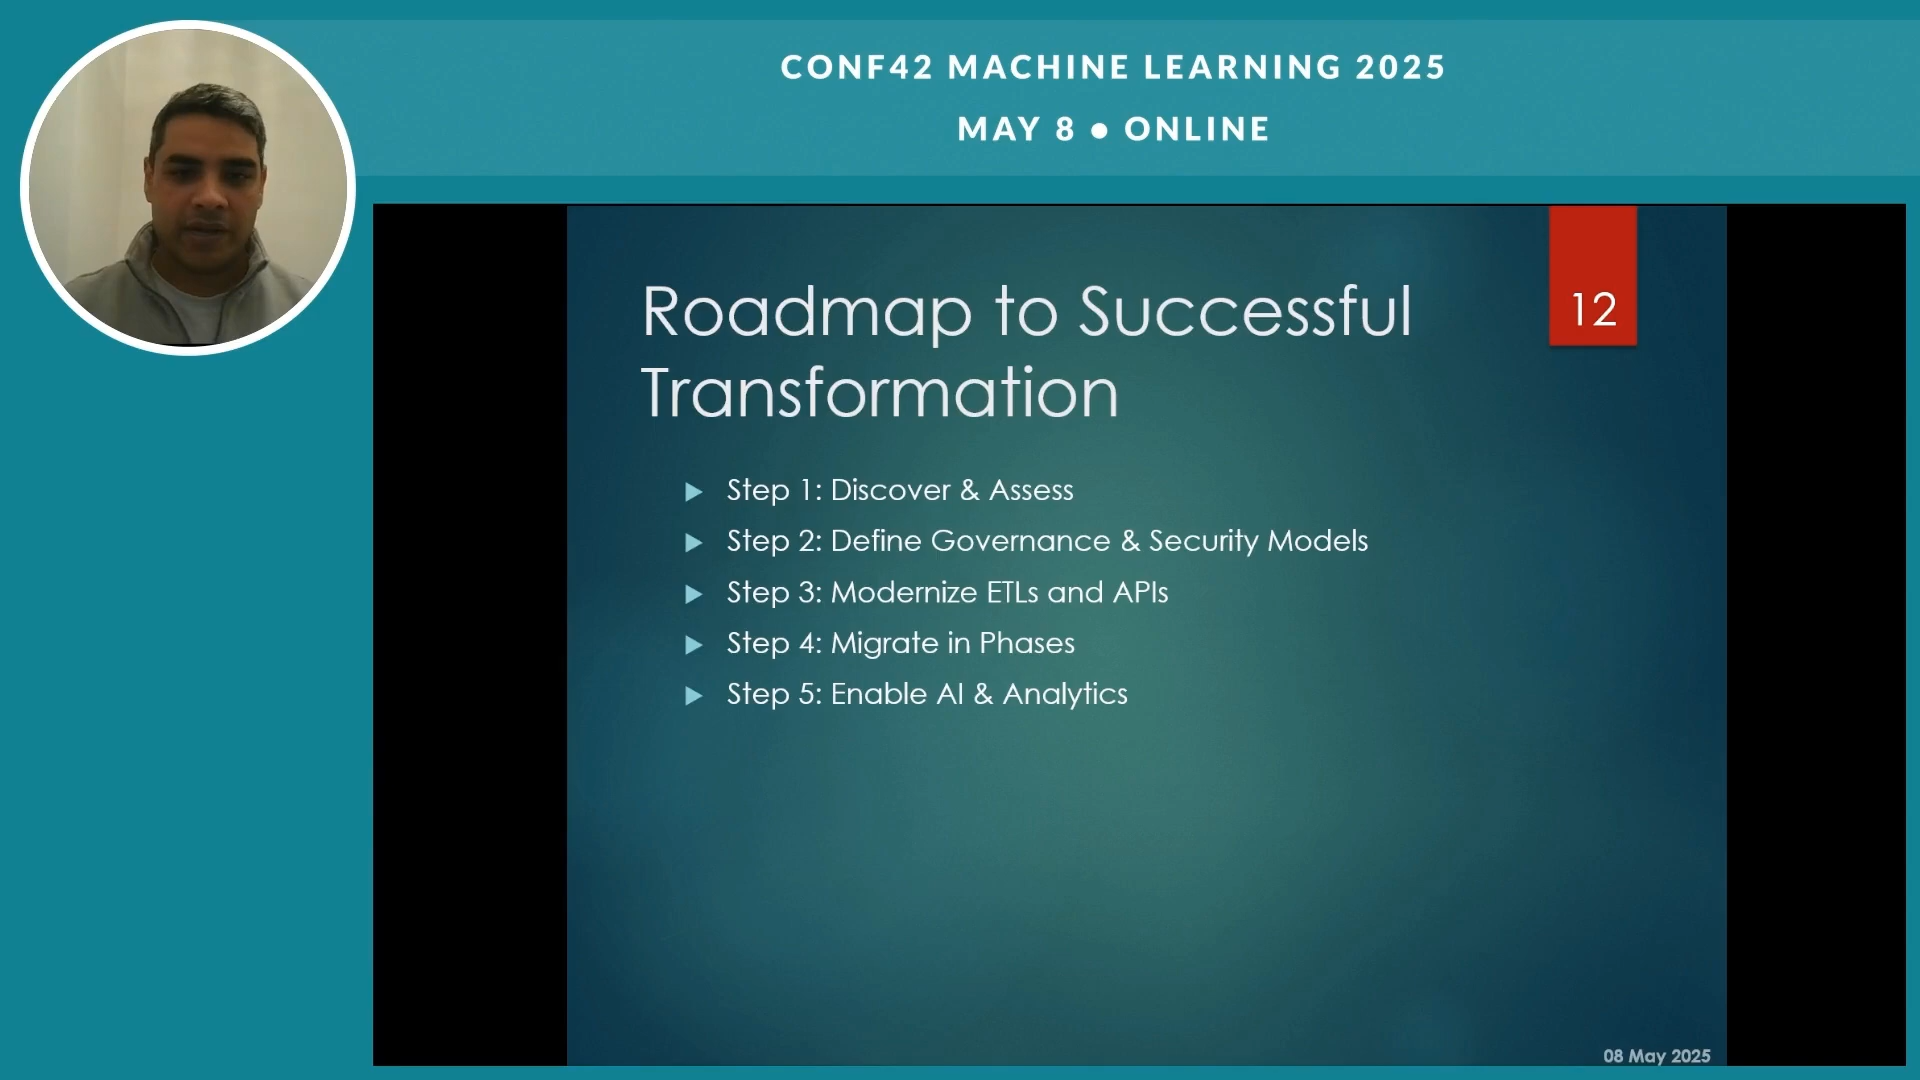 CONF42 MACHINE LEARNING 2025
MAY 8 ● ONLINE
Roadmap to Successful
Transformation
12
▶ Step 1: Discover & Assess
▶ Step 2: Define Governance & Security Models
▶ Step 3: Modernize ETLs and APIs
▶ Step 4: Migrate in Phases
▶ Step 5: Enable AI & Analytics
08 May 2025